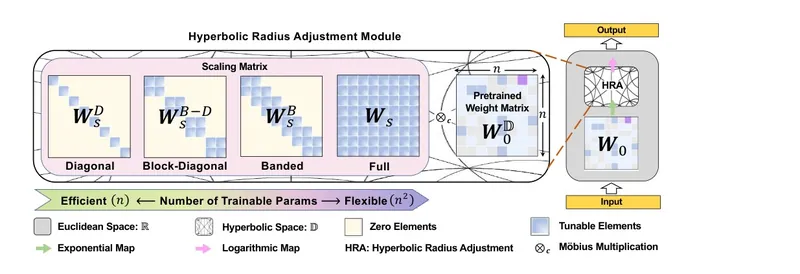 Output
Hyperbolic Radius Adjustment Module
Scaling Matrix
n
HRA
Pretrained
Weight Matrix
W_0^𝔻
n
W_s^D
W_s^{B-D}
W_s^B
W_s
⊗c
W_0
Diagonal
Block-Diagonal
Banded
Full
Efficient (n) ⟵ Number of Trainable Params ⟶ Flexible (n²)
Input
Euclidean Space: ℝ
Hyperbolic Space: 𝔻
Zero Elements
Tunable Elements
Exponential Map
Logarithmic Map
HRA: Hyperbolic Radius Adjustment
⊗c Möbius Multiplication